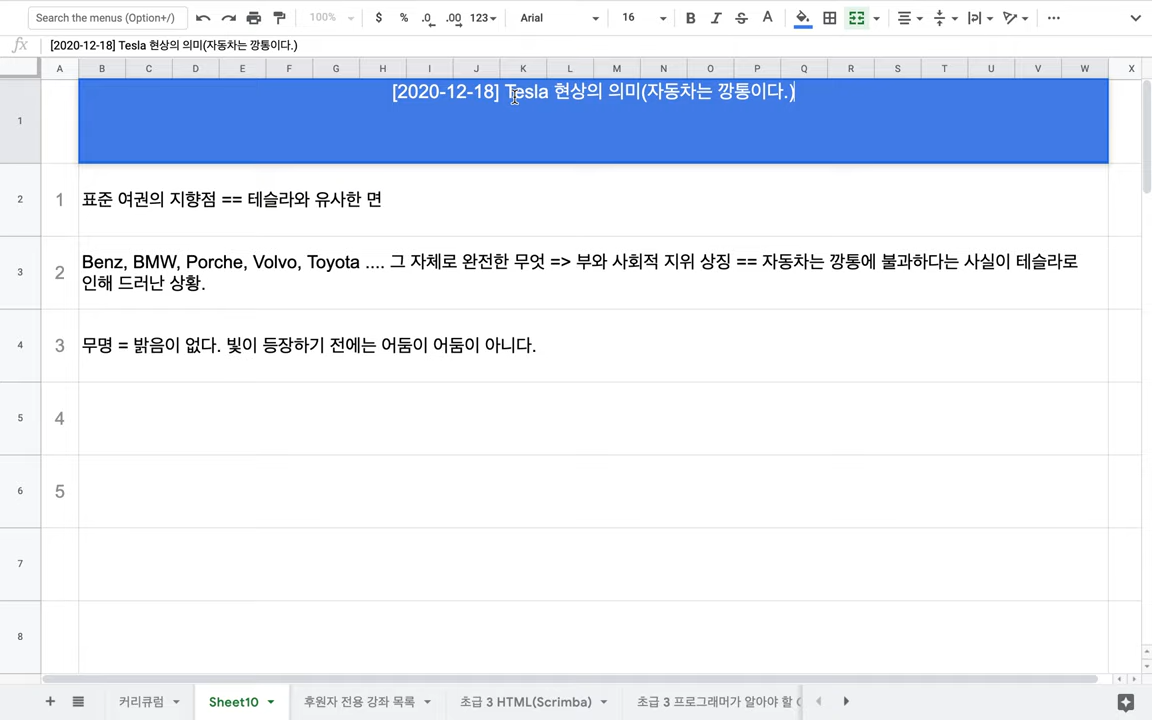 Search the menus (Option+/) 100% $ % .0 .00 123 Arial 16 B I S A
fx [2020-12-18] Tesla 현상의 의미(자동차는 깡통이다.)
A B C D E F G H I J K L M N O P Q R S T U V W X
1 [2020-12-18] Tesla 현상의 의미(자동차는 깡통이다.)
2 1 표준 여권의 지향점 == 테슬라와 유사한 면
3 2 Benz, BMW, Porche, Volvo, Toyota .... 그 자체로 완전한 무엇 => 부와 사회적 지위 상징 == 자동차는 깡통에 불과하다는 사실이 테슬라로
인해 드러난 상황.
4 3 무명 = 밝음이 없다. 빛이 등장하기 전에는 어둠이 어둠이 아니다.
5 4
6 5
7
8
커리큐럼 Sheet10 후원자 전용 강좌 목록 초급 3 HTML(Scrimba) 초급 3 프로그래머가 알아야 할